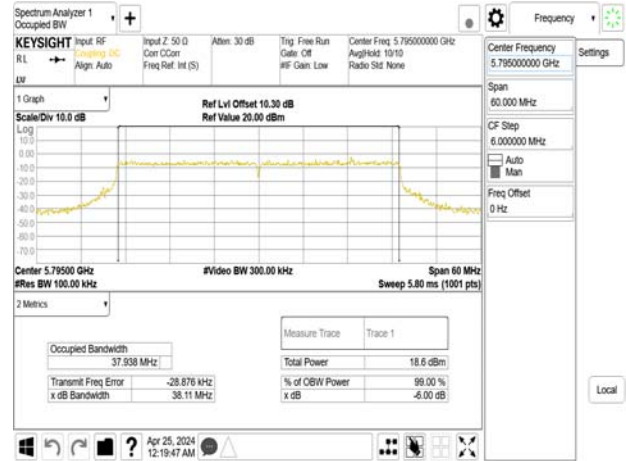 Spectrum Analyzer 1
Occupied BW
+
Frequency
KEYSIGHT
Input: RF
Coupling: DC
Align: Auto
Input Z: 50 Ω
Corr CCorr
Freq Ref: Int (S)
Atten: 30 dB
Trig: Free Run
Gate: Off
#IF Gain: Low
Center Freq: 5.795000000 GHz
Avg|Hold: 10/10
Radio Std: None
RL
Center Frequency
5.795000000 GHz
Settings
Span
60.000 MHz
CF Step
6.000000 MHz
Auto
Man
Freq Offset
0 Hz
Local
1 Graph
Scale/Div 10.0 dB
Ref Lvl Offset 10.30 dB
Ref Value 20.00 dBm
Log
10.0
0.00
-10.0
-20.0
-30.0
-40.0
-50.0
-60.0
-70.0
Center 5.79500 GHz
#Res BW 100.00 kHz
#Video BW 300.00 kHz
Span 60 MHz
Sweep 5.80 ms (1001 pts)
2 Metrics
Measure Trace Trace 1
Occupied Bandwidth
37.938 MHz
Total Power 18.6 dBm
Transmit Freq Error -28.876 kHz
% of OBW Power 99.00 %
x dB Bandwidth 38.11 MHz
x dB -6.00 dB
?
Apr 25, 2024
12:19:47 AM